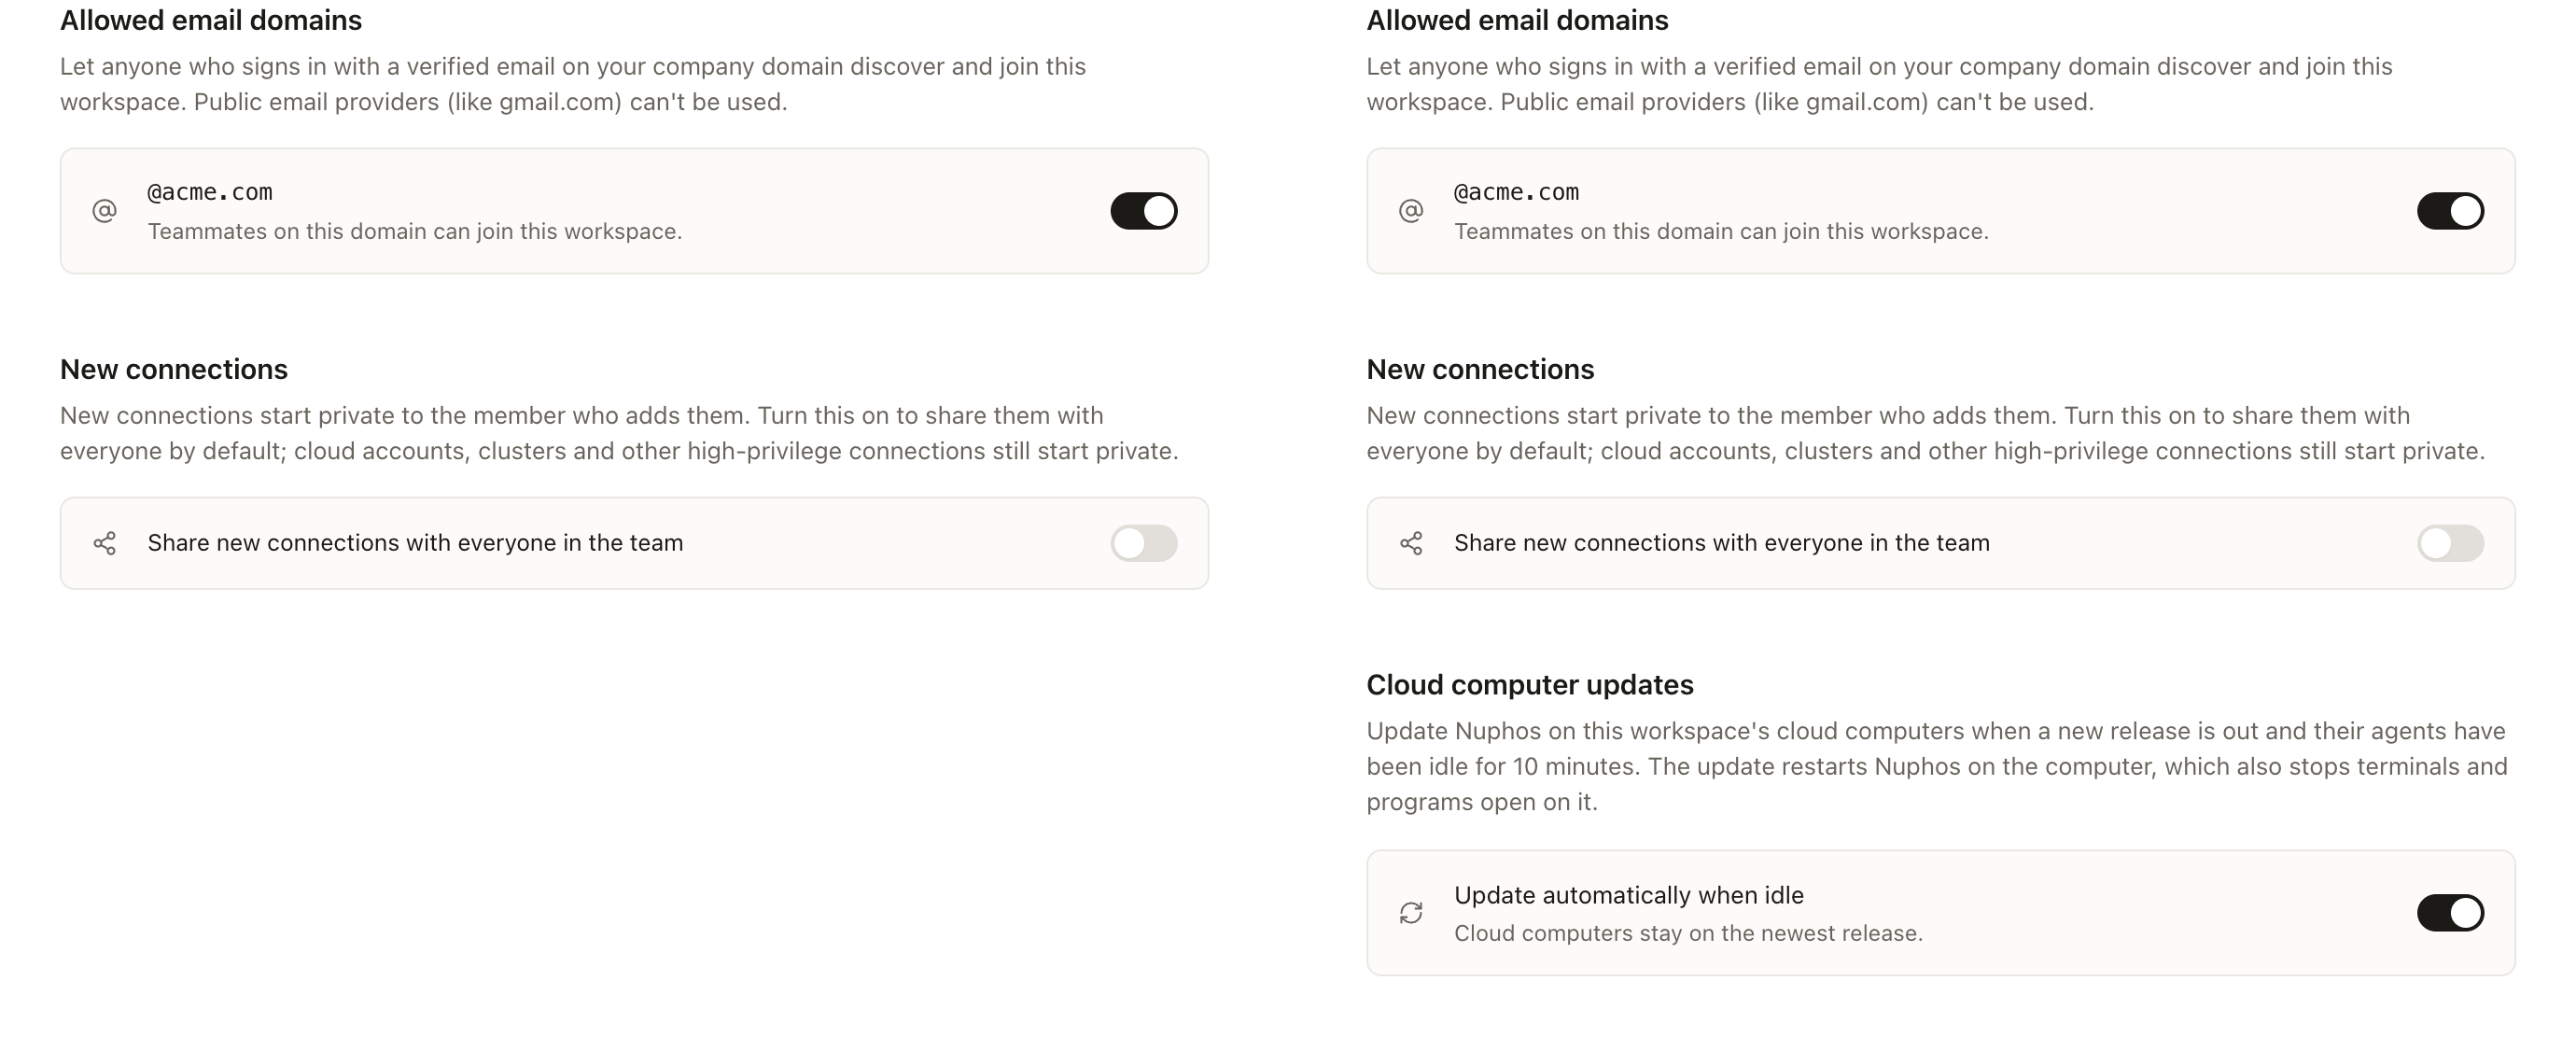 Allowed email domains
Let anyone who signs in with a verified email on your company domain discover and join this
workspace. Public email providers (like gmail.com) can't be used.
@acme.com
Teammates on this domain can join this workspace.
New connections
New connections start private to the member who adds them. Turn this on to share them with
everyone by default; cloud accounts, clusters and other high-privilege connections still start private.
Share new connections with everyone in the team
Allowed email domains
Let anyone who signs in with a verified email on your company domain discover and join this
workspace. Public email providers (like gmail.com) can't be used.
@acme.com
Teammates on this domain can join this workspace.
New connections
New connections start private to the member who adds them. Turn this on to share them with
everyone by default; cloud accounts, clusters and other high-privilege connections still start private.
Share new connections with everyone in the team
Cloud computer updates
Update Nuphos on this workspace's cloud computers when a new release is out and their agents have
been idle for 10 minutes. The update restarts Nuphos on the computer, which also stops terminals and
programs open on it.
Update automatically when idle
Cloud computers stay on the newest release.